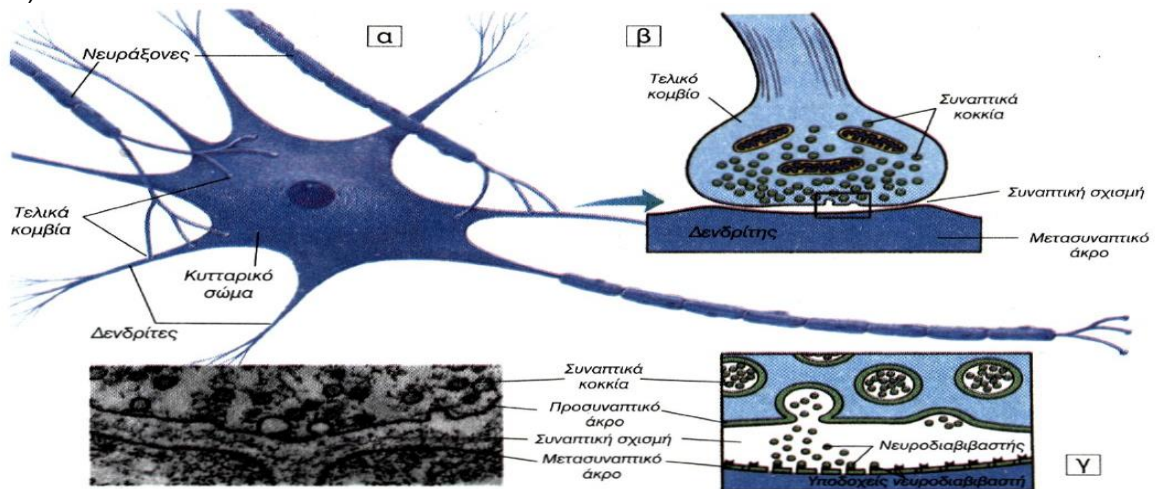 α
β
Νευράξονες
Τελικό
κομβίο
Συναπτικά
κοκκία
Συναπτική σχισμή
Τελικά
κομβία
Δενδρίτης
Μετασυναπτικό
άκρο
Κυτταρικό
σώμα
Δενδρίτες
Συναπτικά
κοκκία
Προσυναπτικό
άκρο
Συναπτική σχισμή
Μετασυναπτικό
άκρο
Νευροδιαβιβαστής
Υποδοχείς νευροδιαβιβαστή
γ